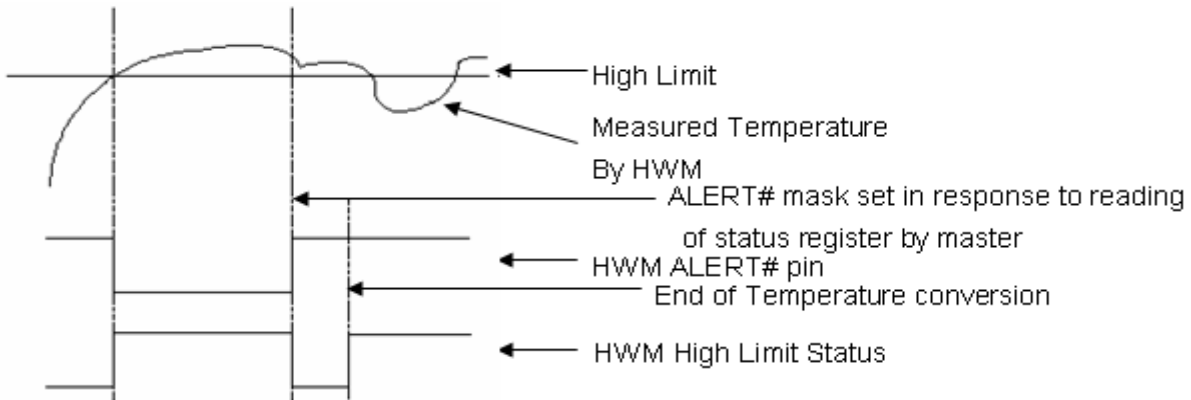 High Limit
Measured Temperature
By HWM
ALERT# mask set in response to reading
of status register by master
HWM ALERT# pin
End of Temperature conversion
HWM High Limit Status